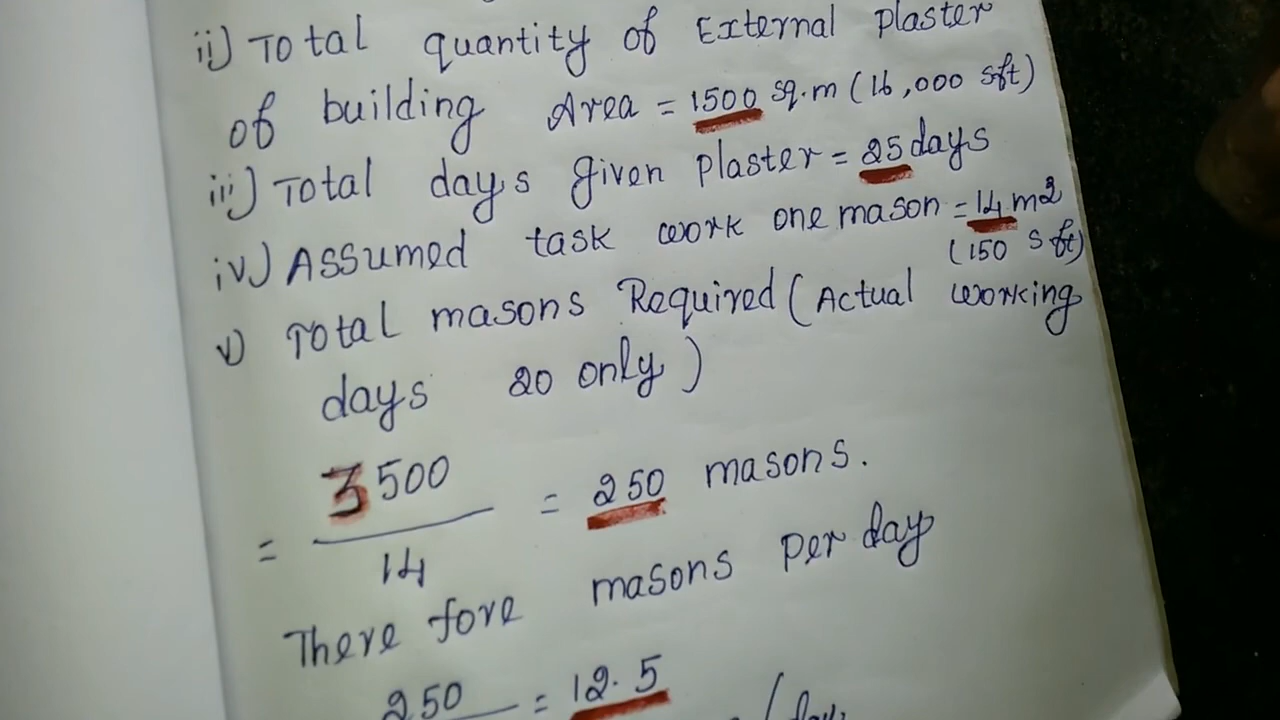 ii) Total quantity of External plaster
of building Area = 1500 sq.m (16,000 sft)
iii) Total days given plaster = 25 days
iv) Assumed task work one mason = 14 m2
(150 sft)
v) Total masons Required (Actual working
days 20 only)
= 3500 / 14 = 250 masons.
There fore masons per day
250 = 12.5 / day